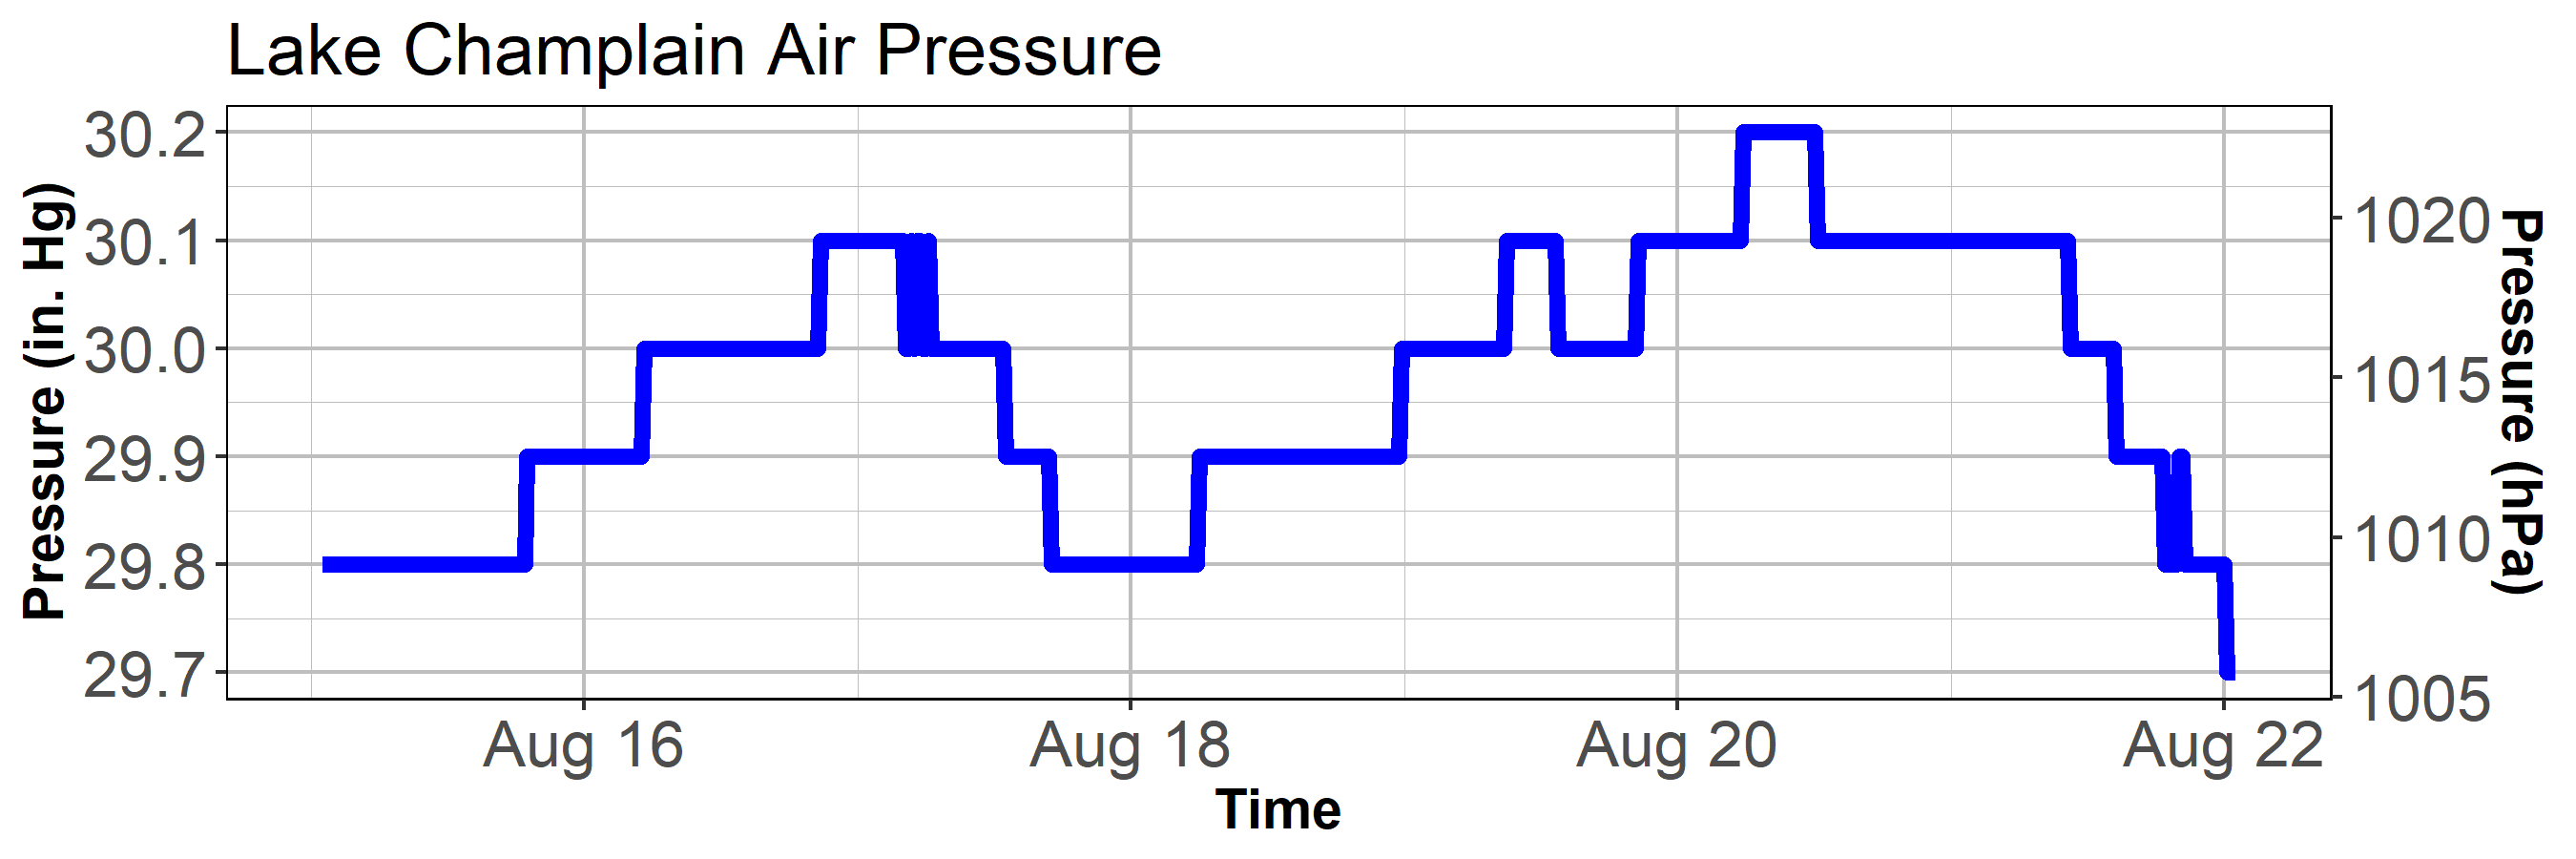 Lake Champlain Air Pressure
Pressure (in. Hg)
30.2
30.1
30.0
29.9
29.8
29.7
1020
1015
1010
1005
Pressure (hPa)
Aug 16 Aug 18 Aug 20 Aug 22
Time